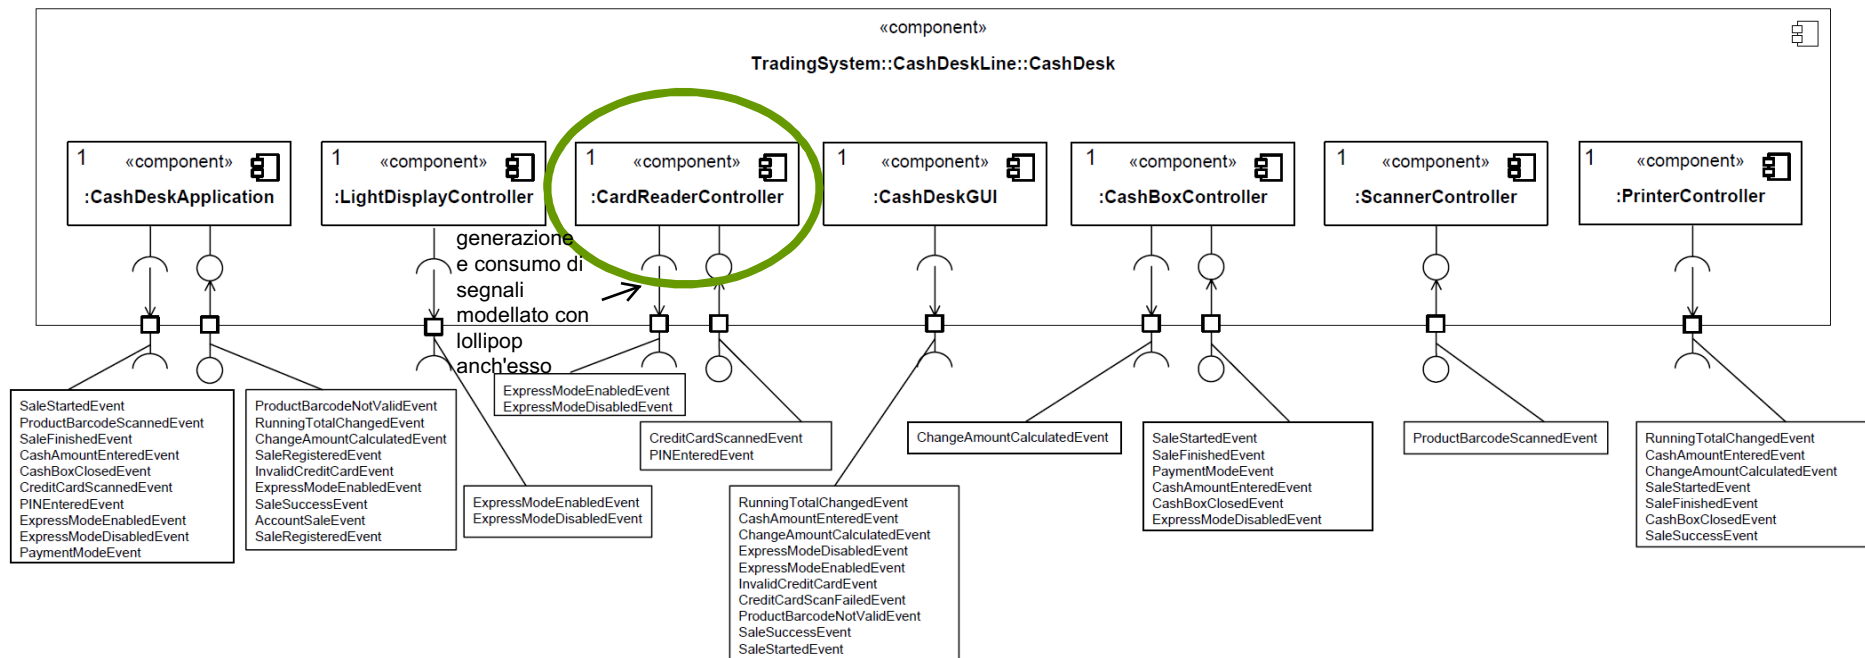 «component»
TradingSystem::CashDeskLine::CashDesk
1 «component»
:CashDeskApplication
1 «component»
:LightDisplayController
1 «component»
:CardReaderController
1 «component»
:CashDeskGUI
1 «component»
:CashBoxController
1 «component»
:ScannerController
1 «component»
:PrinterController
generazione
e consumo di
segnali
modellato con
lollipop
anch'esso
SaleStartedEvent
ProductBarcodeScannedEvent
SaleFinishedEvent
CashAmountEnteredEvent
CashBoxClosedEvent
CreditCardScannedEvent
PINEnteredEvent
ExpressModeEnabledEvent
ExpressModeDisabledEvent
PaymentModeEvent
ProductBarcodeNotValidEvent
RunningTotalChangedEvent
ChangeAmountCalculatedEvent
SaleRegisteredEvent
InvalidCreditCardEvent
ExpressModeEnabledEvent
SaleSuccessEvent
AccountSaleEvent
SaleRegisteredEvent
ExpressModeEnabledEvent
ExpressModeDisabledEvent
ExpressModeEnabledEvent
ExpressModeDisabledEvent
CreditCardScannedEvent
PINEnteredEvent
RunningTotalChangedEvent
CashAmountEnteredEvent
ChangeAmountCalculatedEvent
ExpressModeDisabledEvent
ExpressModeEnabledEvent
InvalidCreditCardEvent
CreditCardScanFailedEvent
ProductBarcodeNotValidEvent
SaleSuccessEvent
SaleStartedEvent
ChangeAmountCalculatedEvent
SaleStartedEvent
SaleFinishedEvent
PaymentModeEvent
CashAmountEnteredEvent
CashBoxClosedEvent
ExpressModeDisabledEvent
ProductBarcodeScannedEvent
RunningTotalChangedEvent
CashAmountEnteredEvent
ChangeAmountCalculatedEvent
SaleStartedEvent
SaleFinishedEvent
CashBoxClosedEvent
SaleSuccessEvent